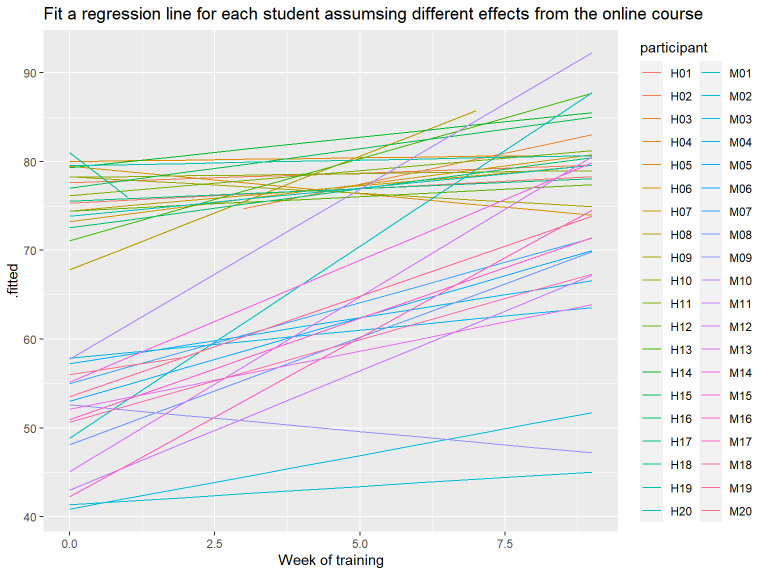 Fit a regression line for each student assumsing different effects from the online course
participant
H01 M01
H02 M02
H03 M03
H04 M04
H05 M05
H06 M06
H07 M07
H08 M08
H09 M09
H10 M10
H11 M11
H12 M12
H13 M13
H14 M14
H15 M15
H16 M16
H17 M17
H18 M18
H19 M19
H20 M20
.fitted
90
80
70
60
50
40
0.0 2.5 5.0 7.5
Week of training